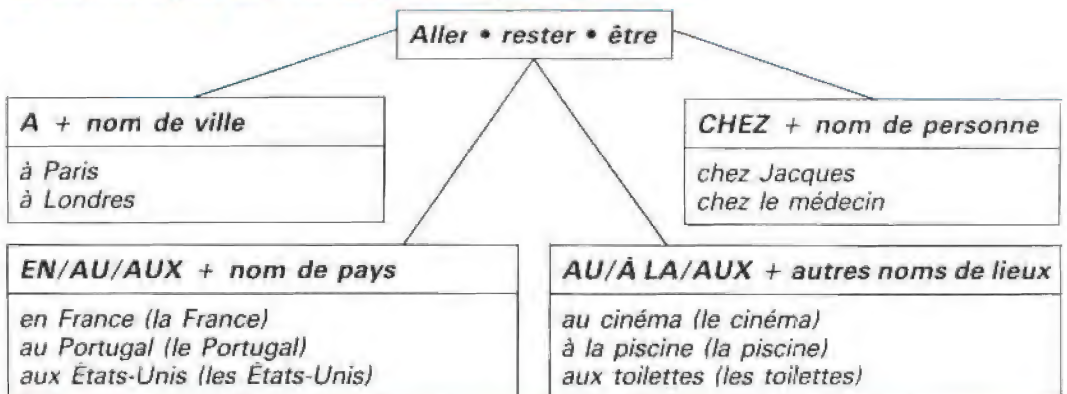 Aller • rester • être
A + nom de ville
à Paris
à Londres
CHEZ + nom de personne
chez Jacques
chez le médecin
EN/AU/AUX + nom de pays
en France (la France)
au Portugal (le Portugal)
aux États-Unis (les États-Unis)
AU/À LA/AUX + autres noms de lieux
au cinéma (le cinéma)
à la piscine (la piscine)
aux toilettes (les toilettes)